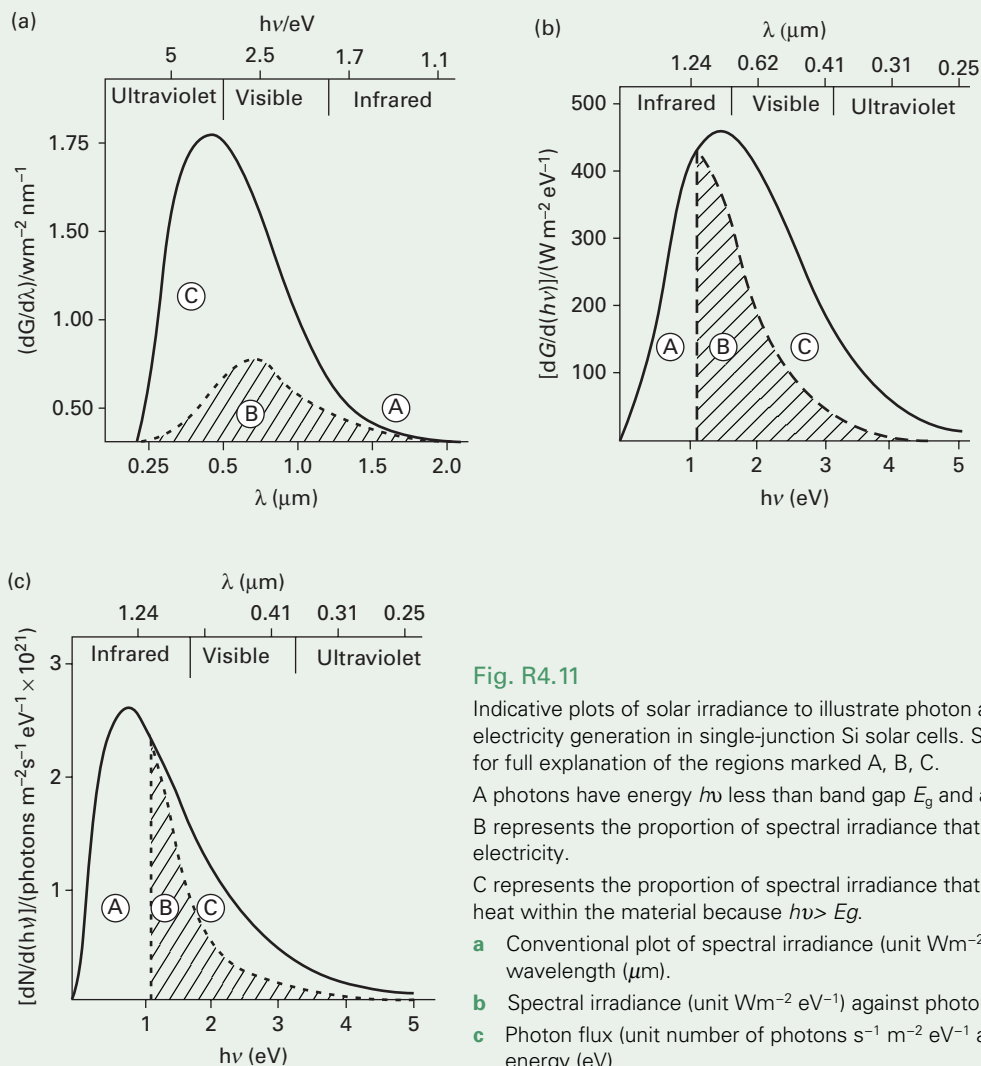 (a)
hν/eV
5 2.5 1.7 1.1
Ultraviolet Visible Infrared
1.75
1.50
1.00
0.50
(dG/dλ)/wm⁻² nm⁻¹
C
B
A
0.25 0.5 1.0 1.5 2.0
λ (μm)
(b)
λ (μm)
1.24 0.62 0.41 0.31 0.25
Infrared Visible Ultraviolet
500
400
300
200
100
[dG/d(hν)]/(W m⁻² eV⁻¹)
A B C
1 2 3 4 5
hν (eV)
(c)
λ (μm)
1.24 0.41 0.31 0.25
Infrared Visible Ultraviolet
3
2
1
[dN/d(hν)]/(photons m⁻²s⁻¹ eV⁻¹ × 10²¹)
A B C
1 2 3 4 5
hν (eV)
Fig. R4.11
Indicative plots of solar irradiance to illustrate photon
electricity generation in single-junction Si solar cells.
for full explanation of the regions marked A, B, C.
A photons have energy hυ less than band gap Eg and
B represents the proportion of spectral irradiance that
electricity.
C represents the proportion of spectral irradiance that
heat within the material because hυ> Eg.
a Conventional plot of spectral irradiance (unit Wm⁻²
wavelength (μm).
b Spectral irradiance (unit Wm⁻² eV⁻¹) against
c Photon flux (unit number of photons s⁻¹ m⁻² eV⁻¹
energy (eV)